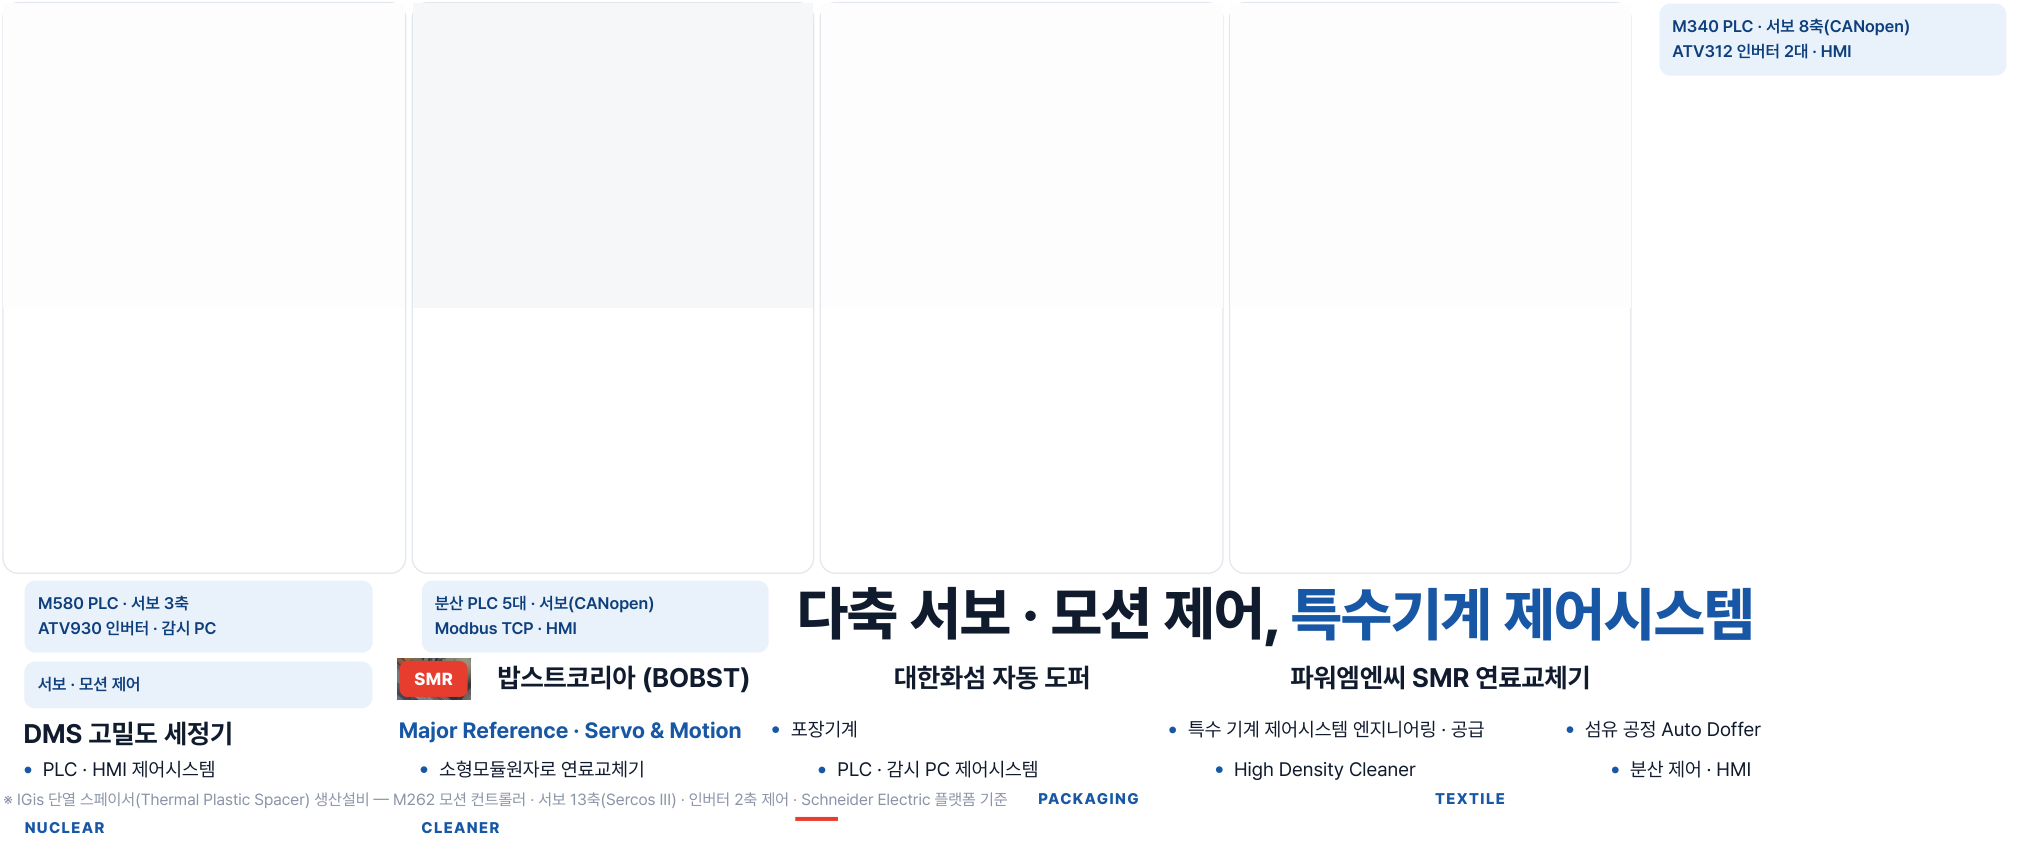 M340 PLC · 서보 8축(CANopen)
ATV312 인버터 2대 · HMI
M580 PLC · 서보 3축
ATV930 인버터 · 감시 PC
분산 PLC 5대 · 서보(CANopen)
Modbus TCP · HMI
다축 서보 · 모션 제어, 특수기계 제어시스템
서보 · 모션 제어
SMR
밥스트코리아 (BOBST)
대한화섬 자동 도퍼
파워엠엔씨 SMR 연료교체기
DMS 고밀도 세정기
Major Reference · Servo & Motion
• 포장기계
• 특수 기계 제어시스템 엔지니어링 · 공급
• 섬유 공정 Auto Doffer
• PLC · HMI 제어시스템
• 소형모듈원자로 연료교체기
• PLC · 감시 PC 제어시스템
• High Density Cleaner
• 분산 제어 · HMI
※ IGis 단열 스페이서(Thermal Plastic Spacer) 생산설비 — M262 모션 컨트롤러 · 서보 13축(Sercos III) · 인버터 2축 제어 · Schneider Electric 플랫폼 기준
PACKAGING
TEXTILE
NUCLEAR
CLEANER